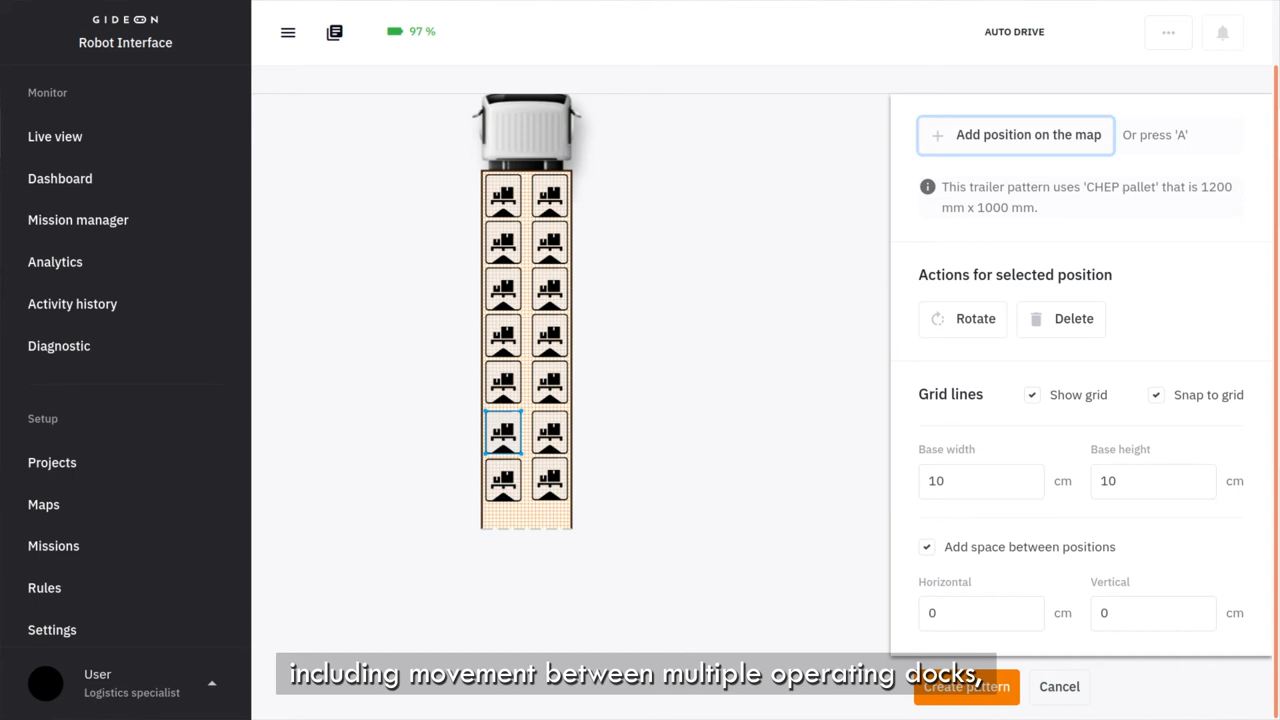 GIDEON
Robot Interface
Monitor
Live view
Dashboard
Mission manager
Analytics
Activity history
Diagnostic
Setup
Projects
Maps
Missions
Rules
Settings
User
Logistics specialist
97 %
AUTO DRIVE
Add position on the map
Or press 'A'
This trailer pattern uses 'CHEP pallet' that is 1200
mm x 1000 mm.
Actions for selected position
Rotate
Delete
Grid lines
Show grid
Snap to grid
Base width
Base height
10 cm
10 cm
Add space between positions
Horizontal
Vertical
0 cm
0 cm
including movement between multiple operating docks,
Create pattern
Cancel